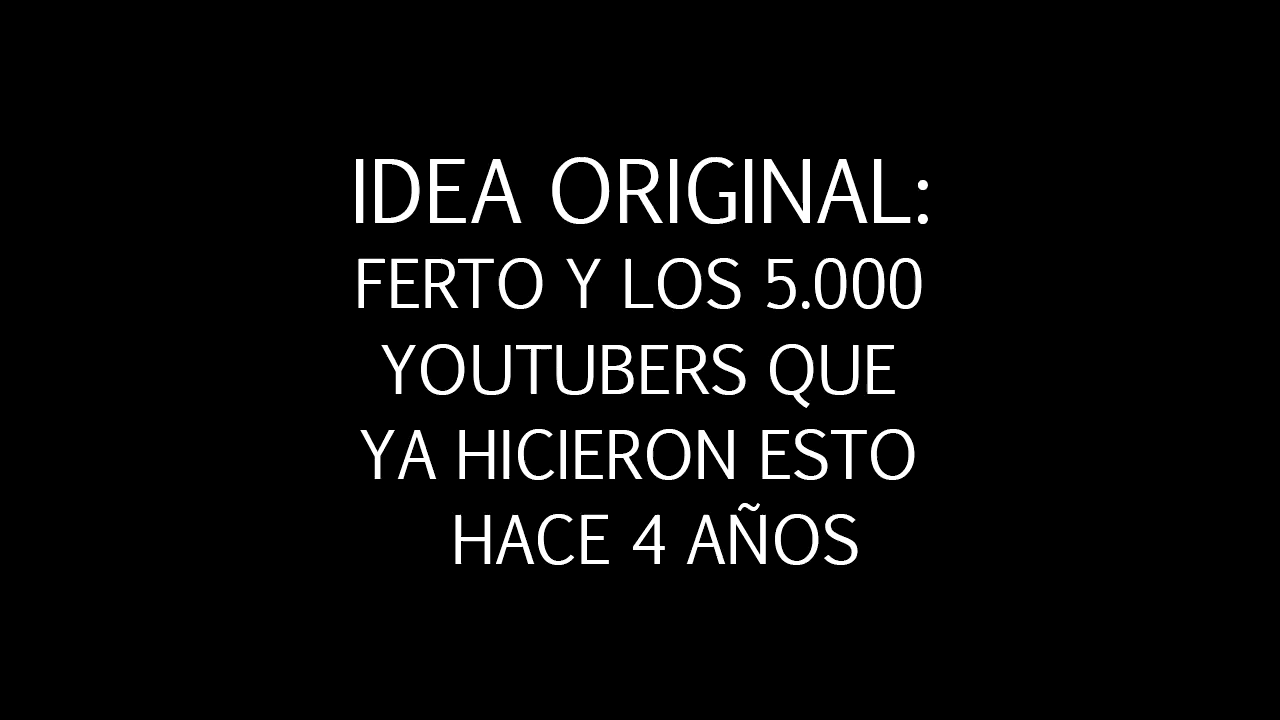 IDEA ORIGINAL:
FERTO Y LOS 5.000
YOUTUBERS QUE
YA HICIERON ESTO
HACE 4 AÑOS